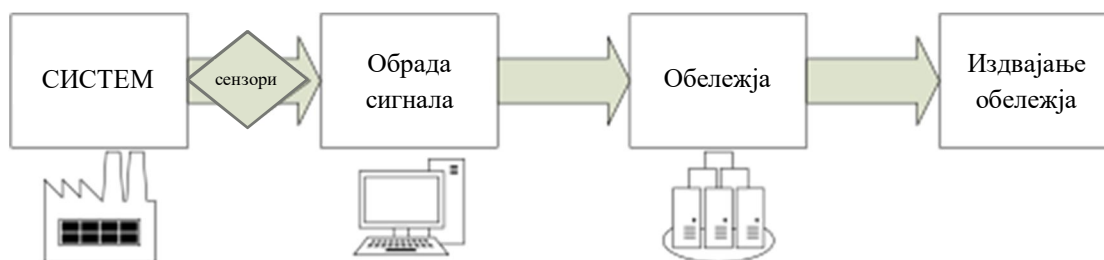 СИСТЕМ
сензори
Обрада
сигнала
Обележја
Издвајање
обележја